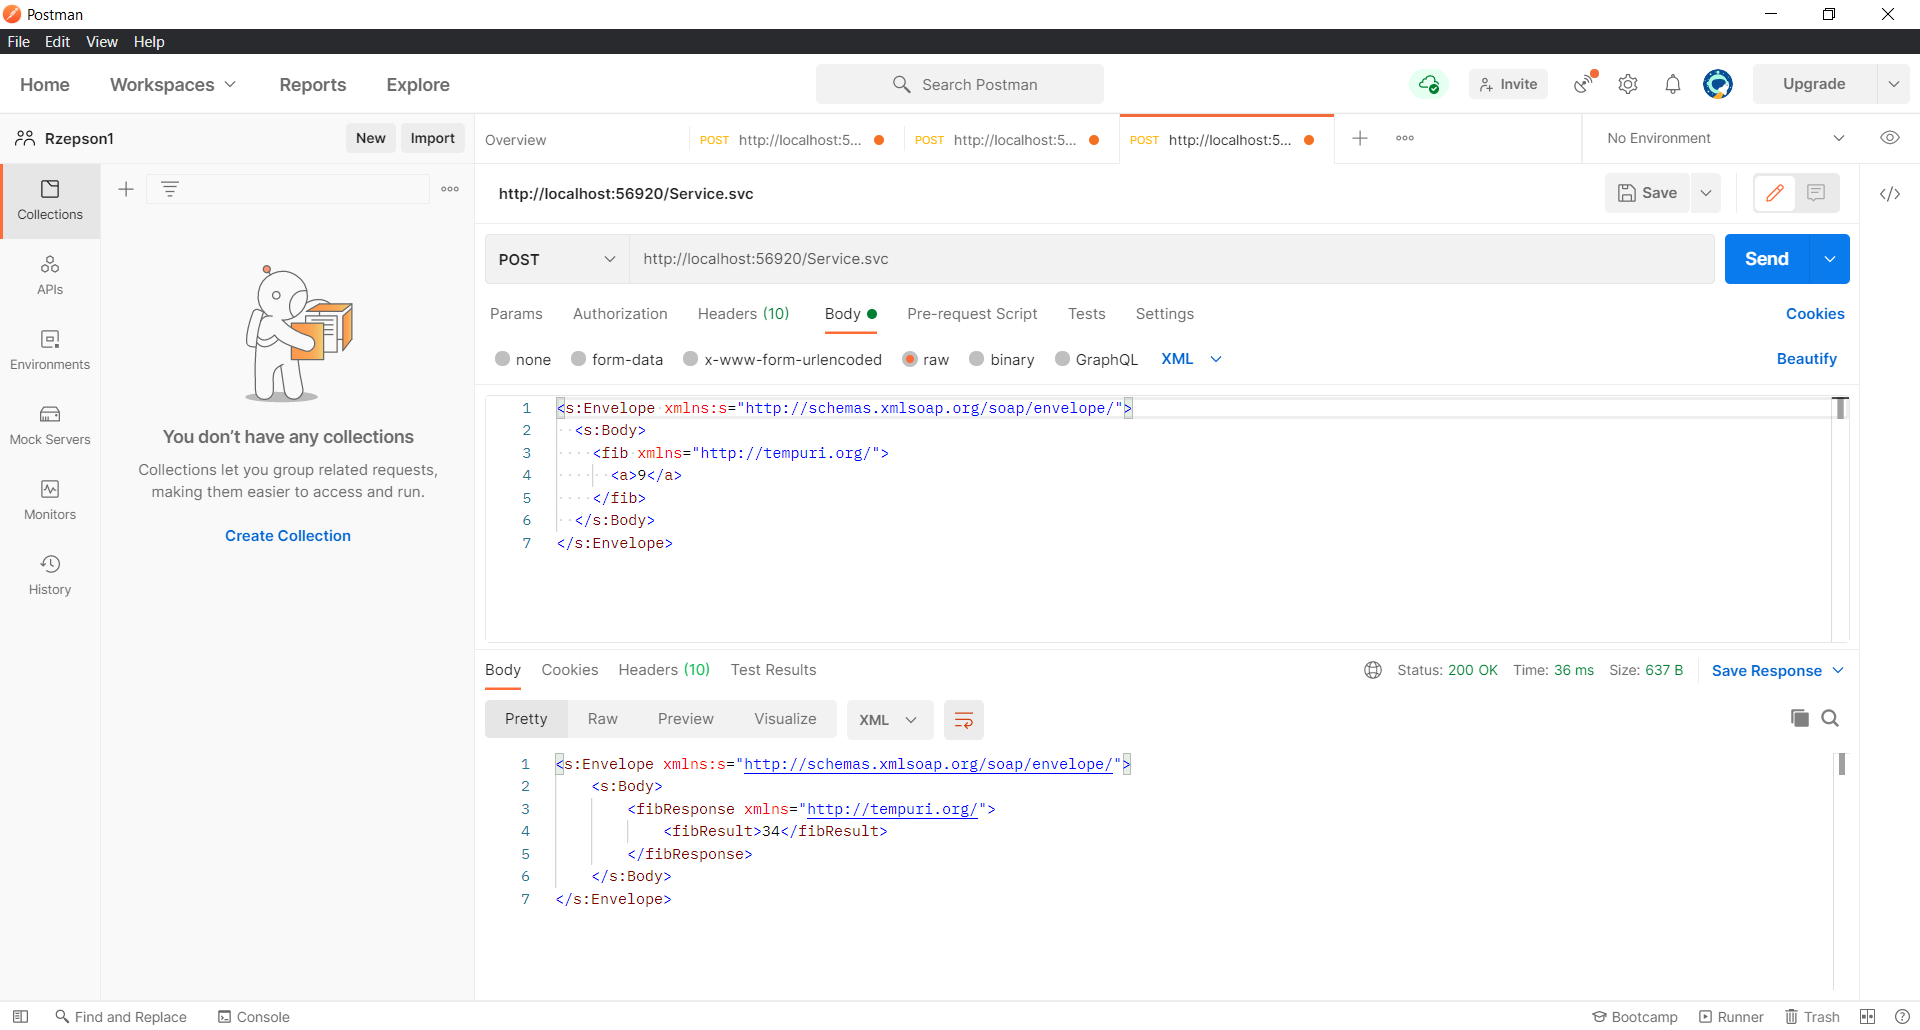 Postman
File Edit View Help
Home Workspaces Reports Explore Search Postman Invite Upgrade
Rzepson1 New Import Overview POST http://localhost:5... POST http://localhost:5... POST http://localhost:5... No Environment
Collections
APIs
Environments
Mock Servers
Monitors
History
You don’t have any collections
Collections let you group related requests,
making them easier to access and run.
Create Collection
http://localhost:56920/Service.svc Save
POST http://localhost:56920/Service.svc Send
Params Authorization Headers (10) Body Pre-request Script Tests Settings Cookies
none form-data x-www-form-urlencoded raw binary GraphQL XML Beautify
1 <s:Envelope xmlns:s="http://schemas.xmlsoap.org/soap/envelope/">
2 <s:Body>
3 <fib xmlns="http://tempuri.org/">
4 <a>9</a>
5 </fib>
6 </s:Body>
7 </s:Envelope>
Body Cookies Headers (10) Test Results Status: 200 OK Time: 36 ms Size: 637 B Save Response
Pretty Raw Preview Visualize XML
1 <s:Envelope xmlns:s="http://schemas.xmlsoap.org/soap/envelope/">
2 <s:Body>
3 <fibResponse xmlns="http://tempuri.org/">
4 <fibResult>34</fibResult>
5 </fibResponse>
6 </s:Body>
7 </s:Envelope>
Find and Replace Console Bootcamp Runner Trash